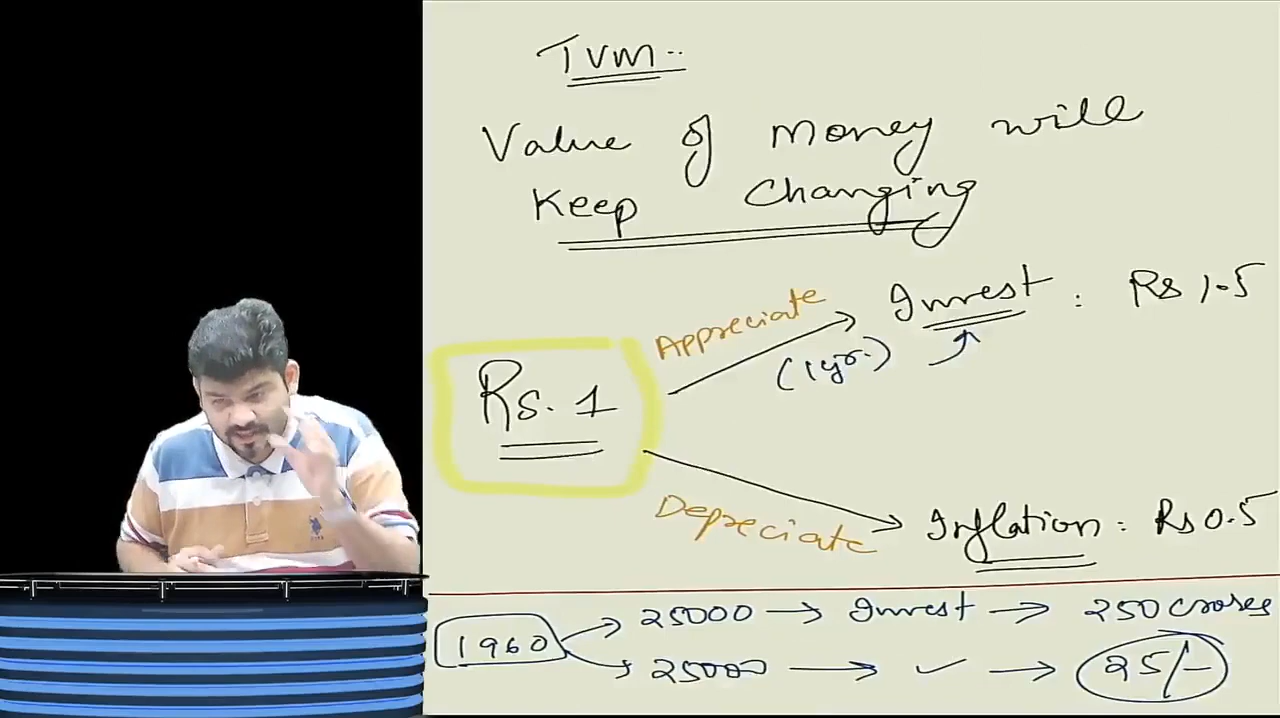 TVM..
Value of Money will
Keep Changing
Appreciate
Invest : Rs 1.5
(1yr.)
Rs. 1
Depreciate
Inflation : Rs 0.5
1960
25000 → Invest → 250 crores
25000 → ✓ → 25/-